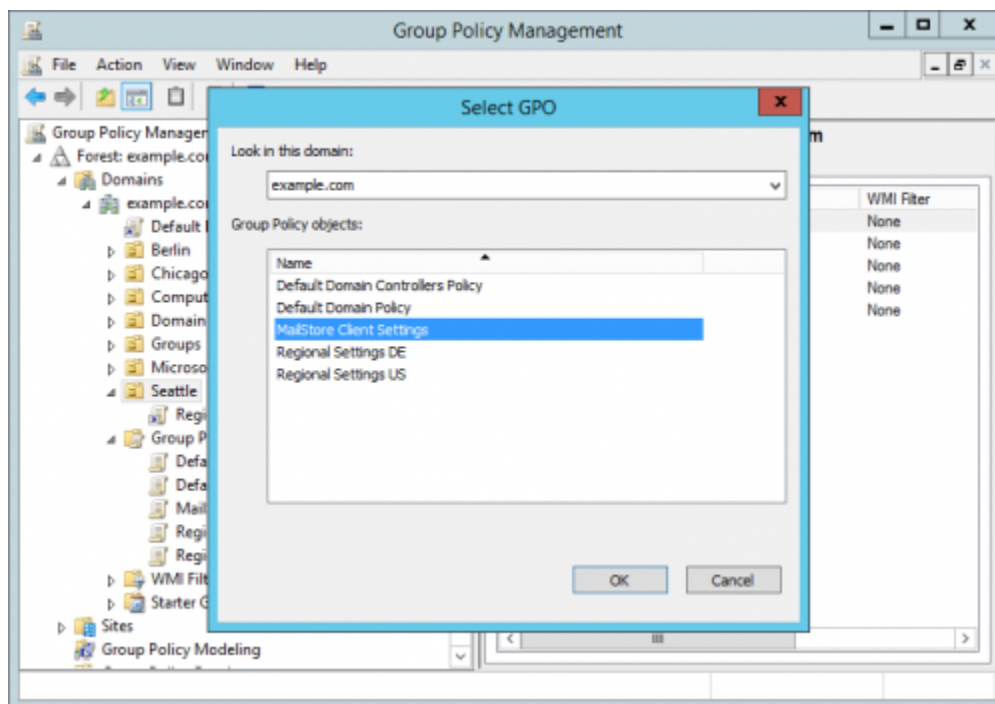 Group Policy Management
File Action View Window Help
Select GPO
Group Policy Manager
Forest: example.co
Domains
example.co
Default
Berlin
Chicago
Comput
Domain
Groups
Microso
Seattle
Regi
Group P
Defa
Defa
Mail
Regi
Regi
WMI Filt
Starter G
Sites
Group Policy Modeling
Look in this domain:
example.com
Group Policy objects:
Name
Default Domain Controllers Policy
Default Domain Policy
MailStore Client Settings
Regional Settings DE
Regional Settings US
OK Cancel
m
WMI Filter
None
None
None
None
None